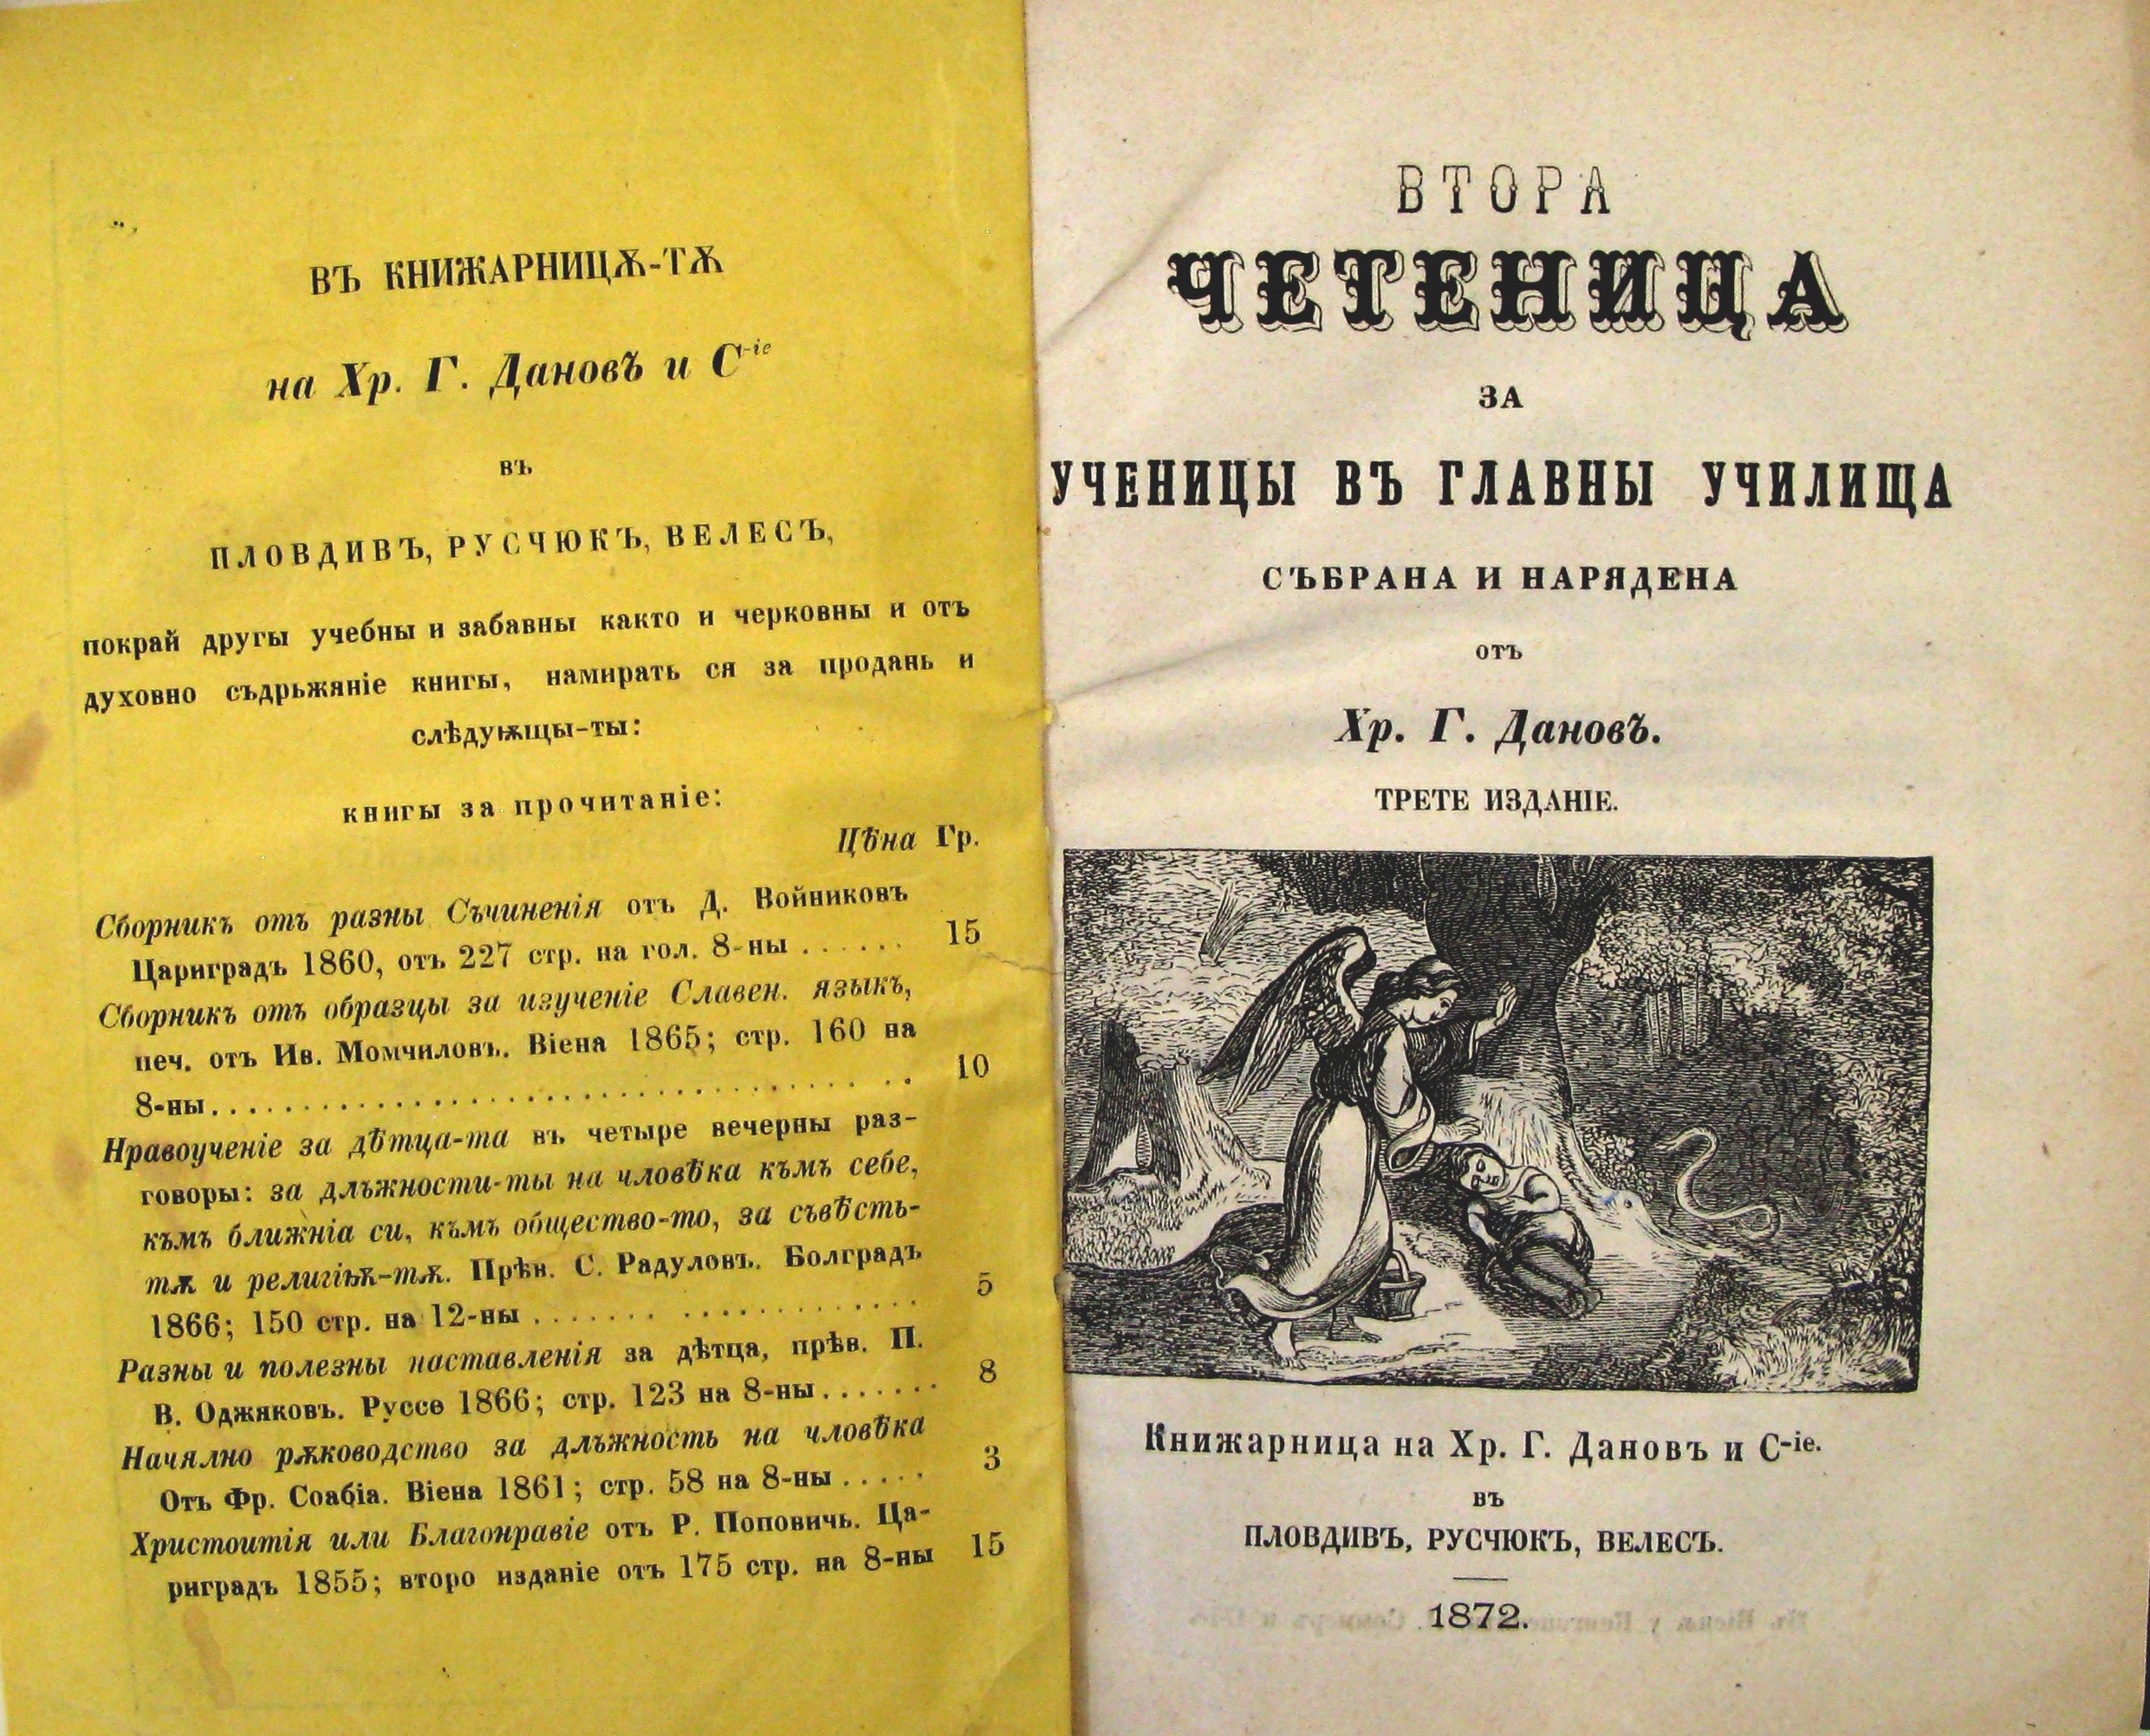 ВЪ КНИЖАРНИЦѪ-ТѪ
на Хр. Г. Дановъ и С-іе
въ
ПЛОВДИВЪ, РУСЧЮКЪ, ВЕЛЕСЪ,
покрай другы учебны и забавны както и черковны и отъ
духовно съдрьжяніе книгы, намирать ся за продань и
слѣдуѭщы-ты:
книгы за прочитаніе:
Цѣна Гр.
Сборникъ отъ разны Съчиненія отъ Д. Войниковъ
Цариградъ 1860, отъ 227 стр. на гол. 8-ны . . . . . . 15
Сборникъ отъ образцы за изученіе Славен. языкъ,
печ. отъ Ив. Момчиловъ. Віена 1865; стр. 160 на
8-ны. . . . . . . . . . . . . . . . . . . . . . . . . . . . . . 10
Нравоученіе за дѣтца-та въ четыре вечерны раз-
говоры: за длъжности-ты на чловѣка къмъ себе,
къмъ ближнія си, къмъ общество-то, за съвѣсть-
тѫ и религіѭ-тѫ. Прѣв. С. Радуловъ. Болградъ
1866; 150 стр. на 12-ны . . . . . . . . . . . . . . . . . . 5
Разны и полезны наставленія за дѣтца, прѣв. П.
В. Оджяковъ. Руссе 1866; стр. 123 на 8-ны . . . . . . . 8
Начялно рѫководство за длъжность на чловѣка
Отъ Фр. Соавіа. Віена 1861; стр. 58 на 8-ны . . . . . 3
Христоитія или Благонравіе отъ Р. Поповичь. Ца-
риградъ 1855; второ изданіе отъ 175 стр. на 8-ны 15
ВТОРА
ЧЕТЕНИЦА
ЗА
УЧЕНИЦЫ ВЪ ГЛАВНЫ УЧИЛИЩА
СЪБРАНА И НАРЯДЕНА
отъ
Хр. Г. Дановъ.
ТРЕТЕ ИЗДАНІЕ.
Книжарница на Хр. Г. Дановъ и С-іе.
въ
ПЛОВДИВЪ, РУСЧЮКЪ, ВЕЛЕСЪ.
1872.